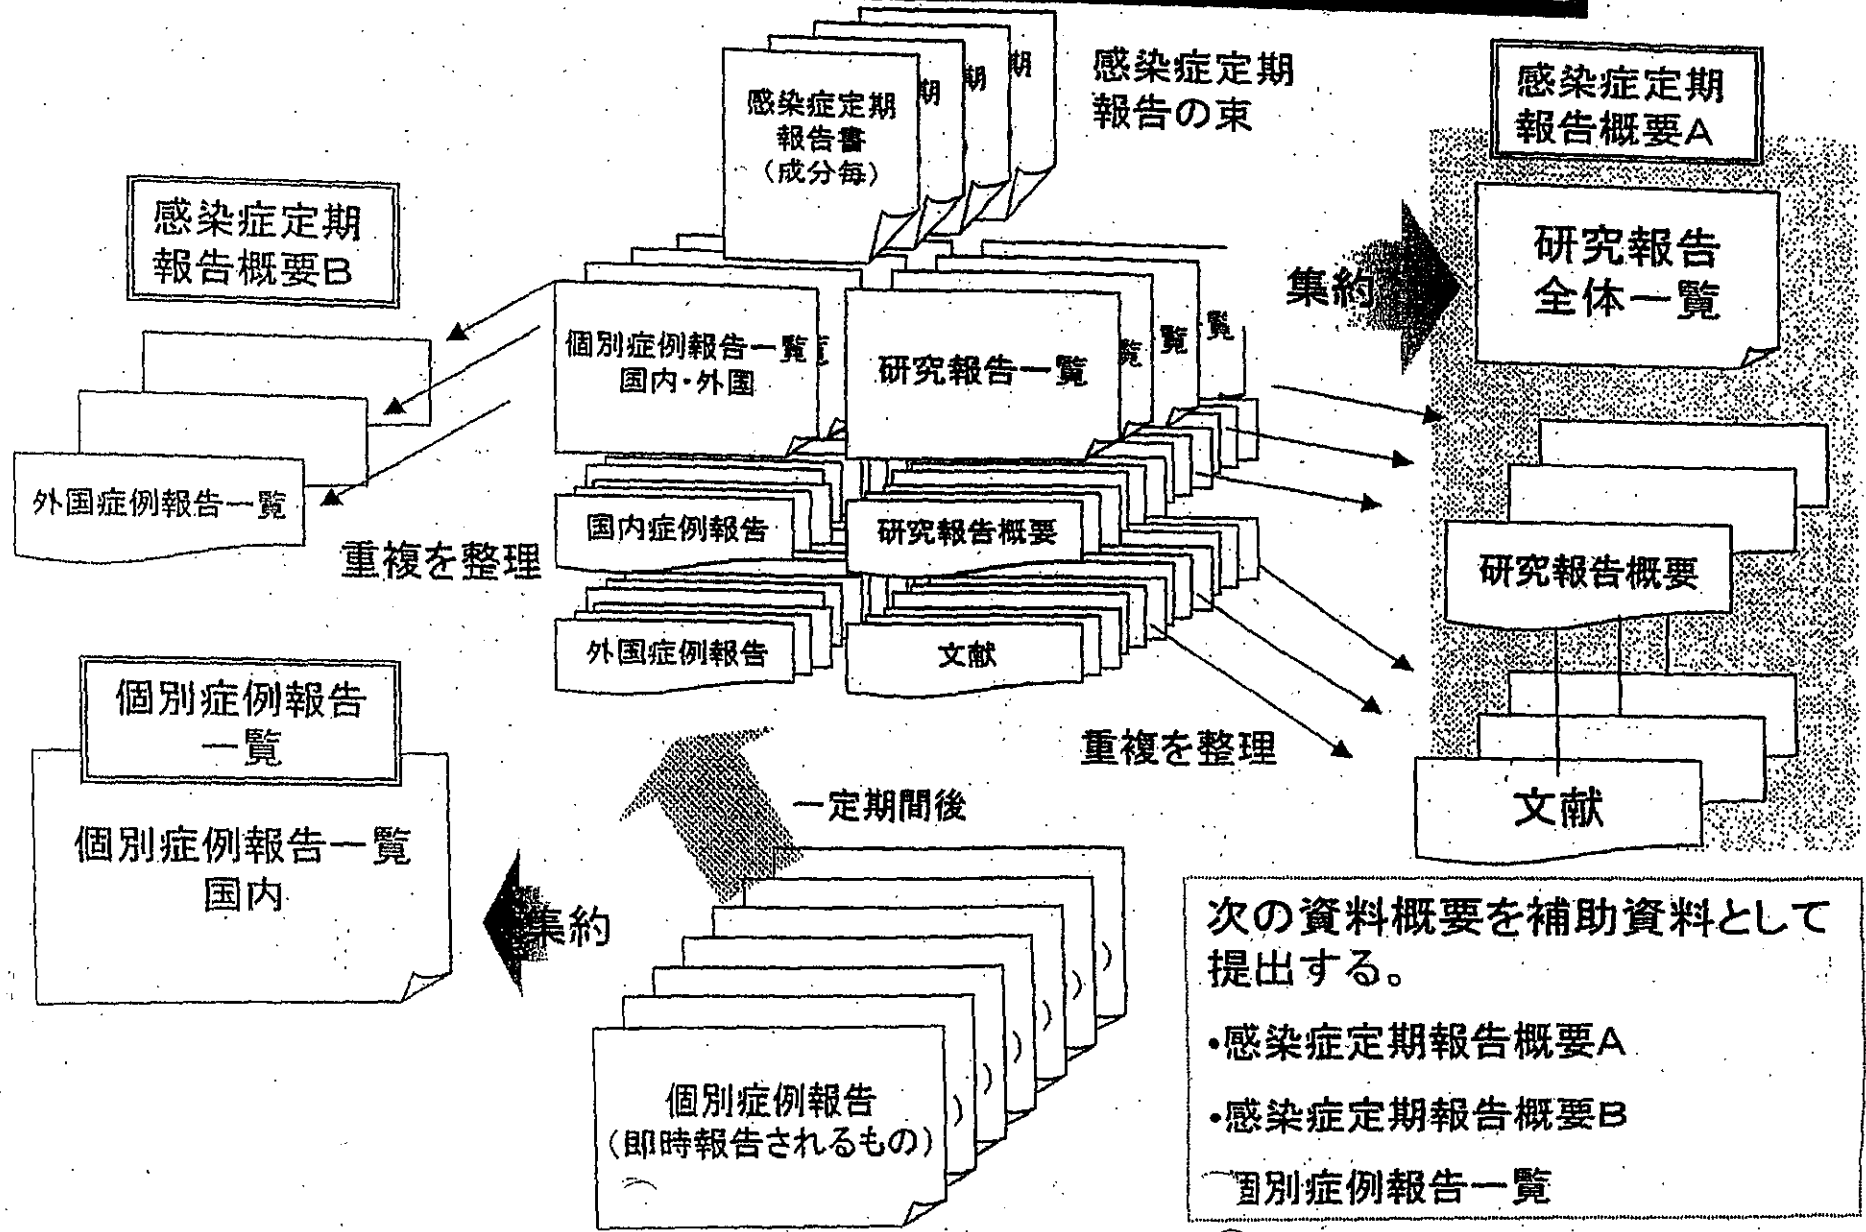 感染症定期
報告書
(成分毎)
期
期
期
感染症定期
報告の束
感染症定期
報告概要A
感染症定期
報告概要B
集約
研究報告
全体一覧
個別症例報告一覧
国内・外国
研究報告一覧
覧
覧
覧
外国症例報告一覧
重複を整理
国内症例報告
研究報告概要
研究報告概要
外国症例報告
文献
個別症例報告
一覧
個別症例報告一覧
国内
重複を整理
文献
一定期間後
集約
個別症例報告
(即時報告されるもの)
)
)
)
)
)
)
次の資料概要を補助資料として
提出する。
・感染症定期報告概要A
・感染症定期報告概要B
個別症例報告一覧